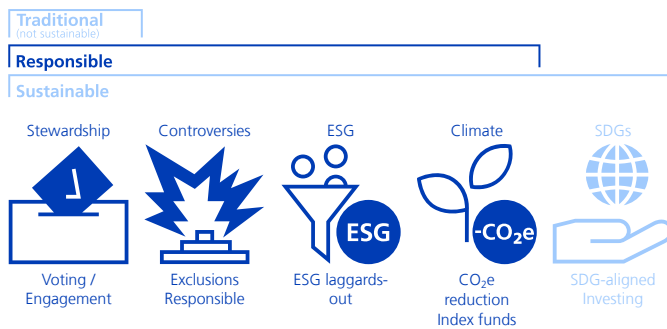 Traditional
(not sustainable)
Responsible
Sustainable
Stewardship
Controversies
ESG
Climate
SDGs
ESG
-CO₂e
Voting /
Engagement
Exclusions
Responsible
ESG laggards-
out
CO₂e
reduction
Index funds
SDG-aligned
Investing